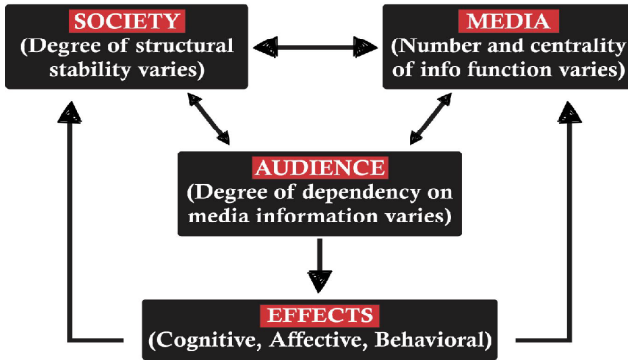 SOCIETY
(Degree of structural
stability varies)
MEDIA
(Number and centrality
of info function varies)
AUDIENCE
(Degree of dependency on
media information varies)
EFFECTS
(Cognitive, Affective, Behavioral)